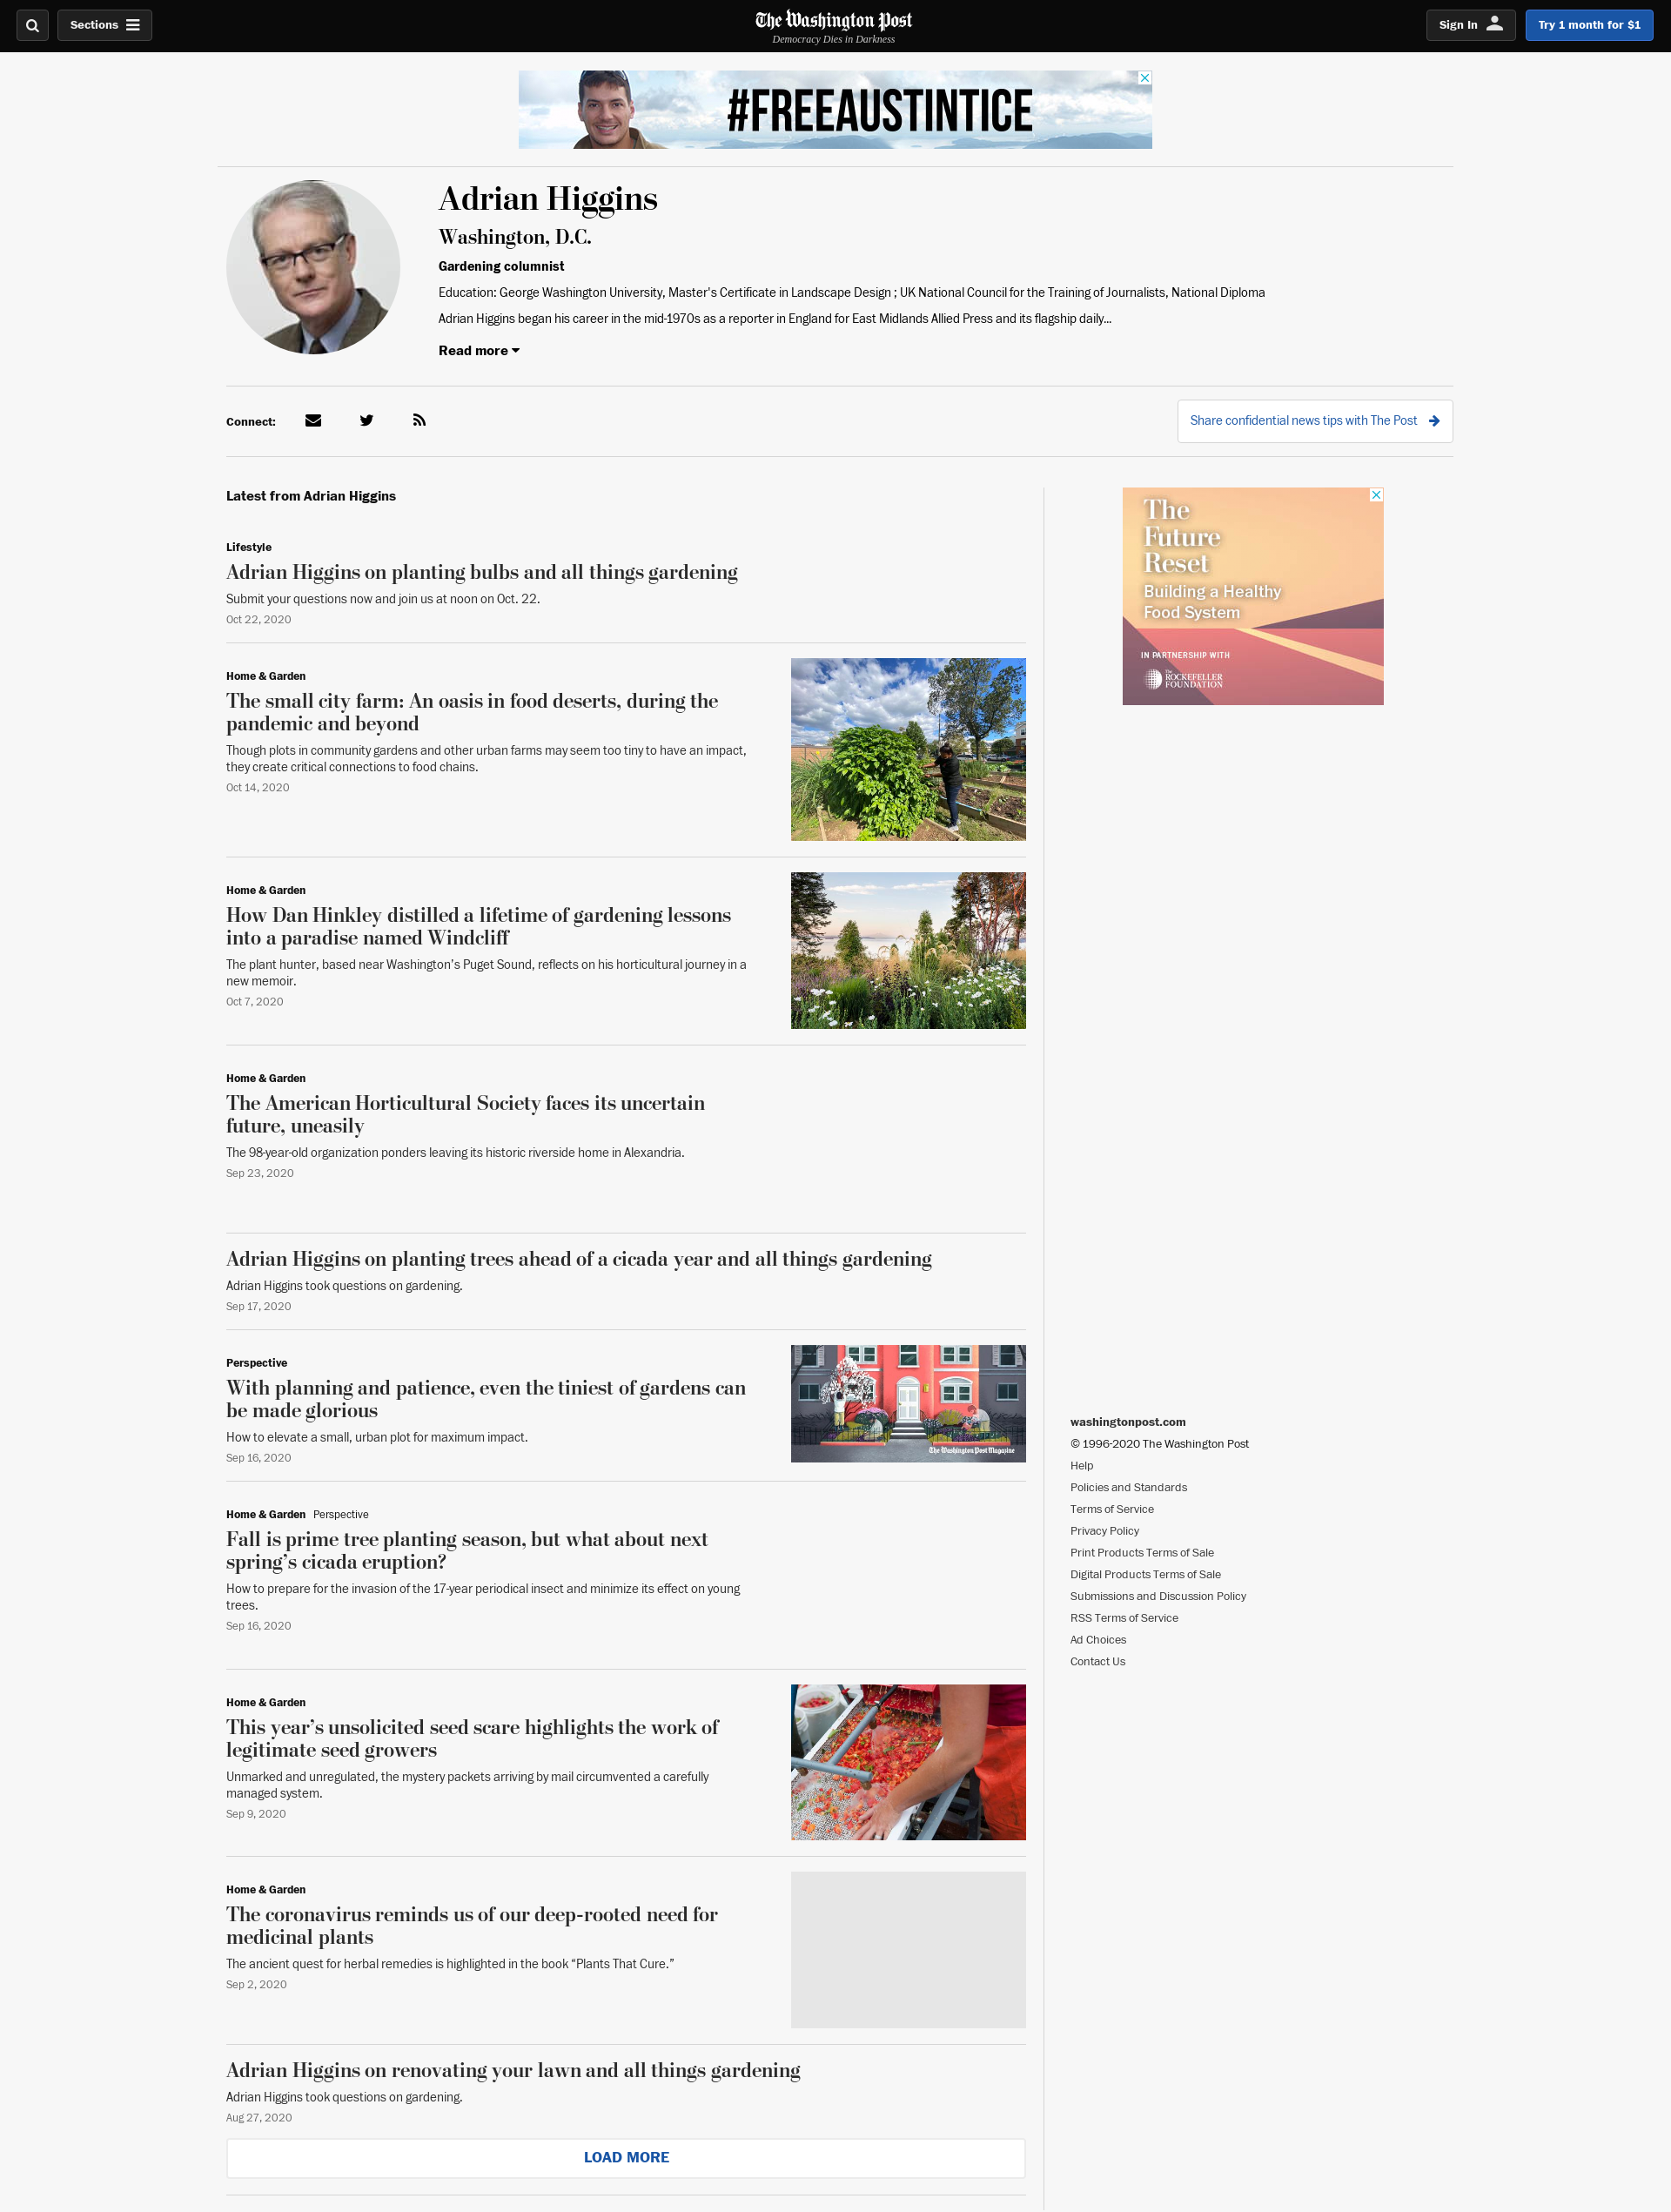 Sections
The Washington Post
Democracy Dies in Darkness
Sign In
Try 1 month for $1
#FREEAUSTINTICE
Adrian Higgins
Washington, D.C.
Gardening columnist
Education: George Washington University, Master's Certificate in Landscape Design ; UK National Council for the Training of Journalists, National Diploma
Adrian Higgins began his career in the mid-1970s as a reporter in England for East Midlands Allied Press and its flagship daily...
Read more
Connect:
Share confidential news tips with The Post
Latest from Adrian Higgins
Lifestyle
Adrian Higgins on planting bulbs and all things gardening
Submit your questions now and join us at noon on Oct. 22.
Oct 22, 2020
Home & Garden
The small city farm: An oasis in food deserts, during the
pandemic and beyond
Though plots in community gardens and other urban farms may seem too tiny to have an impact,
they create critical connections to food chains.
Oct 14, 2020
Home & Garden
How Dan Hinkley distilled a lifetime of gardening lessons
into a paradise named Windcliff
The plant hunter, based near Washington’s Puget Sound, reflects on his horticultural journey in a
new memoir.
Oct 7, 2020
Home & Garden
The American Horticultural Society faces its uncertain
future, uneasily
The 98-year-old organization ponders leaving its historic riverside home in Alexandria.
Sep 23, 2020
Adrian Higgins on planting trees ahead of a cicada year and all things gardening
Adrian Higgins took questions on gardening.
Sep 17, 2020
Perspective
With planning and patience, even the tiniest of gardens can
be made glorious
How to elevate a small, urban plot for maximum impact.
Sep 16, 2020
The Washington Post Magazine
Home & Garden Perspective
Fall is prime tree planting season, but what about next
spring’s cicada eruption?
How to prepare for the invasion of the 17-year periodical insect and minimize its effect on young
trees.
Sep 16, 2020
Home & Garden
This year’s unsolicited seed scare highlights the work of
legitimate seed growers
Unmarked and unregulated, the mystery packets arriving by mail circumvented a carefully
managed system.
Sep 9, 2020
Home & Garden
The coronavirus reminds us of our deep-rooted need for
medicinal plants
The ancient quest for herbal remedies is highlighted in the book “Plants That Cure.”
Sep 2, 2020
Adrian Higgins on renovating your lawn and all things gardening
Adrian Higgins took questions on gardening.
Aug 27, 2020
LOAD MORE
The
Future
Reset
Building a Healthy
Food System
IN PARTNERSHIP WITH
The
ROCKEFELLER
FOUNDATION
washingtonpost.com
© 1996-2020 The Washington Post
Help
Policies and Standards
Terms of Service
Privacy Policy
Print Products Terms of Sale
Digital Products Terms of Sale
Submissions and Discussion Policy
RSS Terms of Service
Ad Choices
Contact Us